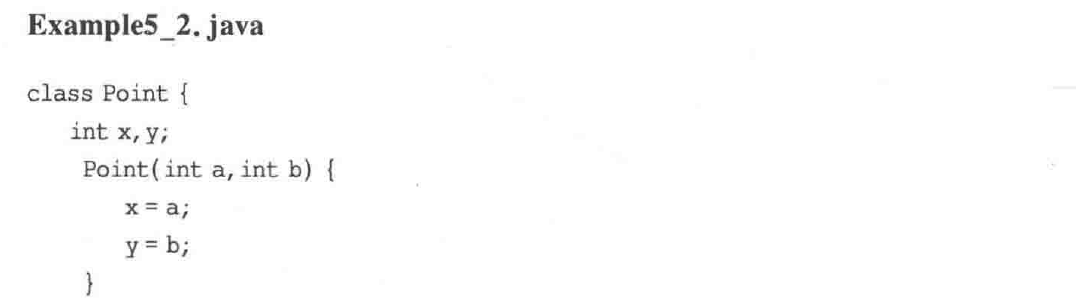 Example5_2.java
class Point {
int x,y;
Point(int a,int b) {
x = a;
y = b;
}